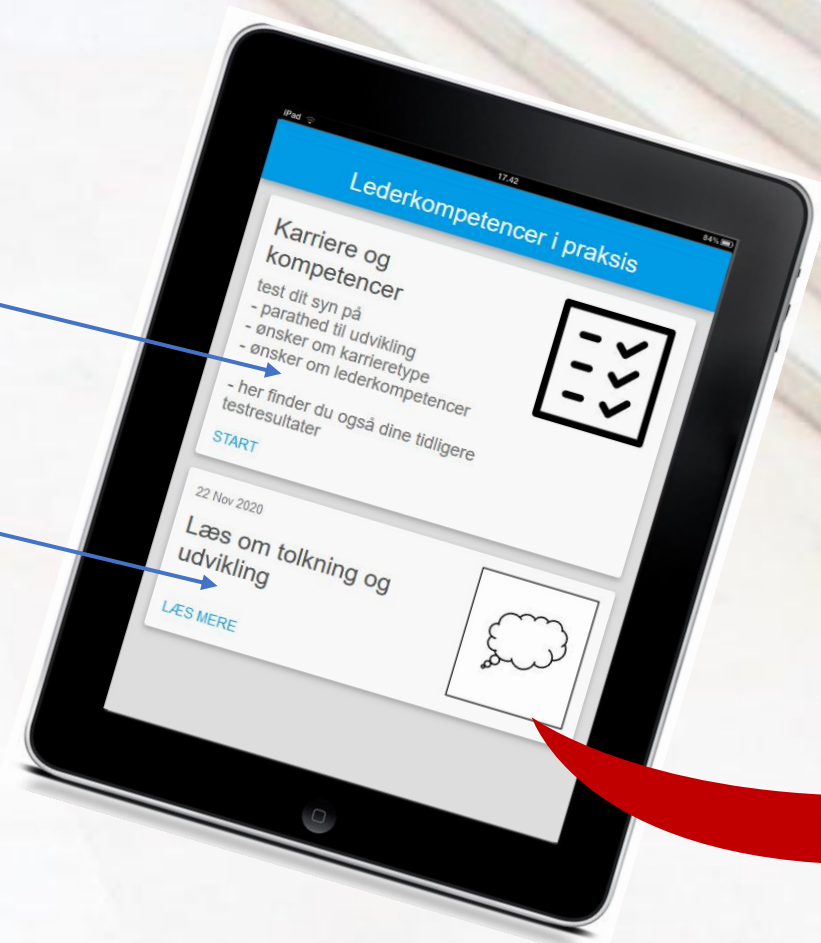 iPad
17.42
84%
Lederkompetencer i praksis
Karriere og
kompetencer
test dit syn på
- parathed til udvikling
- ønsker om karrieretype
- ønsker om lederkompetencer
- her finder du også dine tidligere
testresultater
START
22 Nov 2020
Læs om tolkning og
udvikling
LÆS MERE